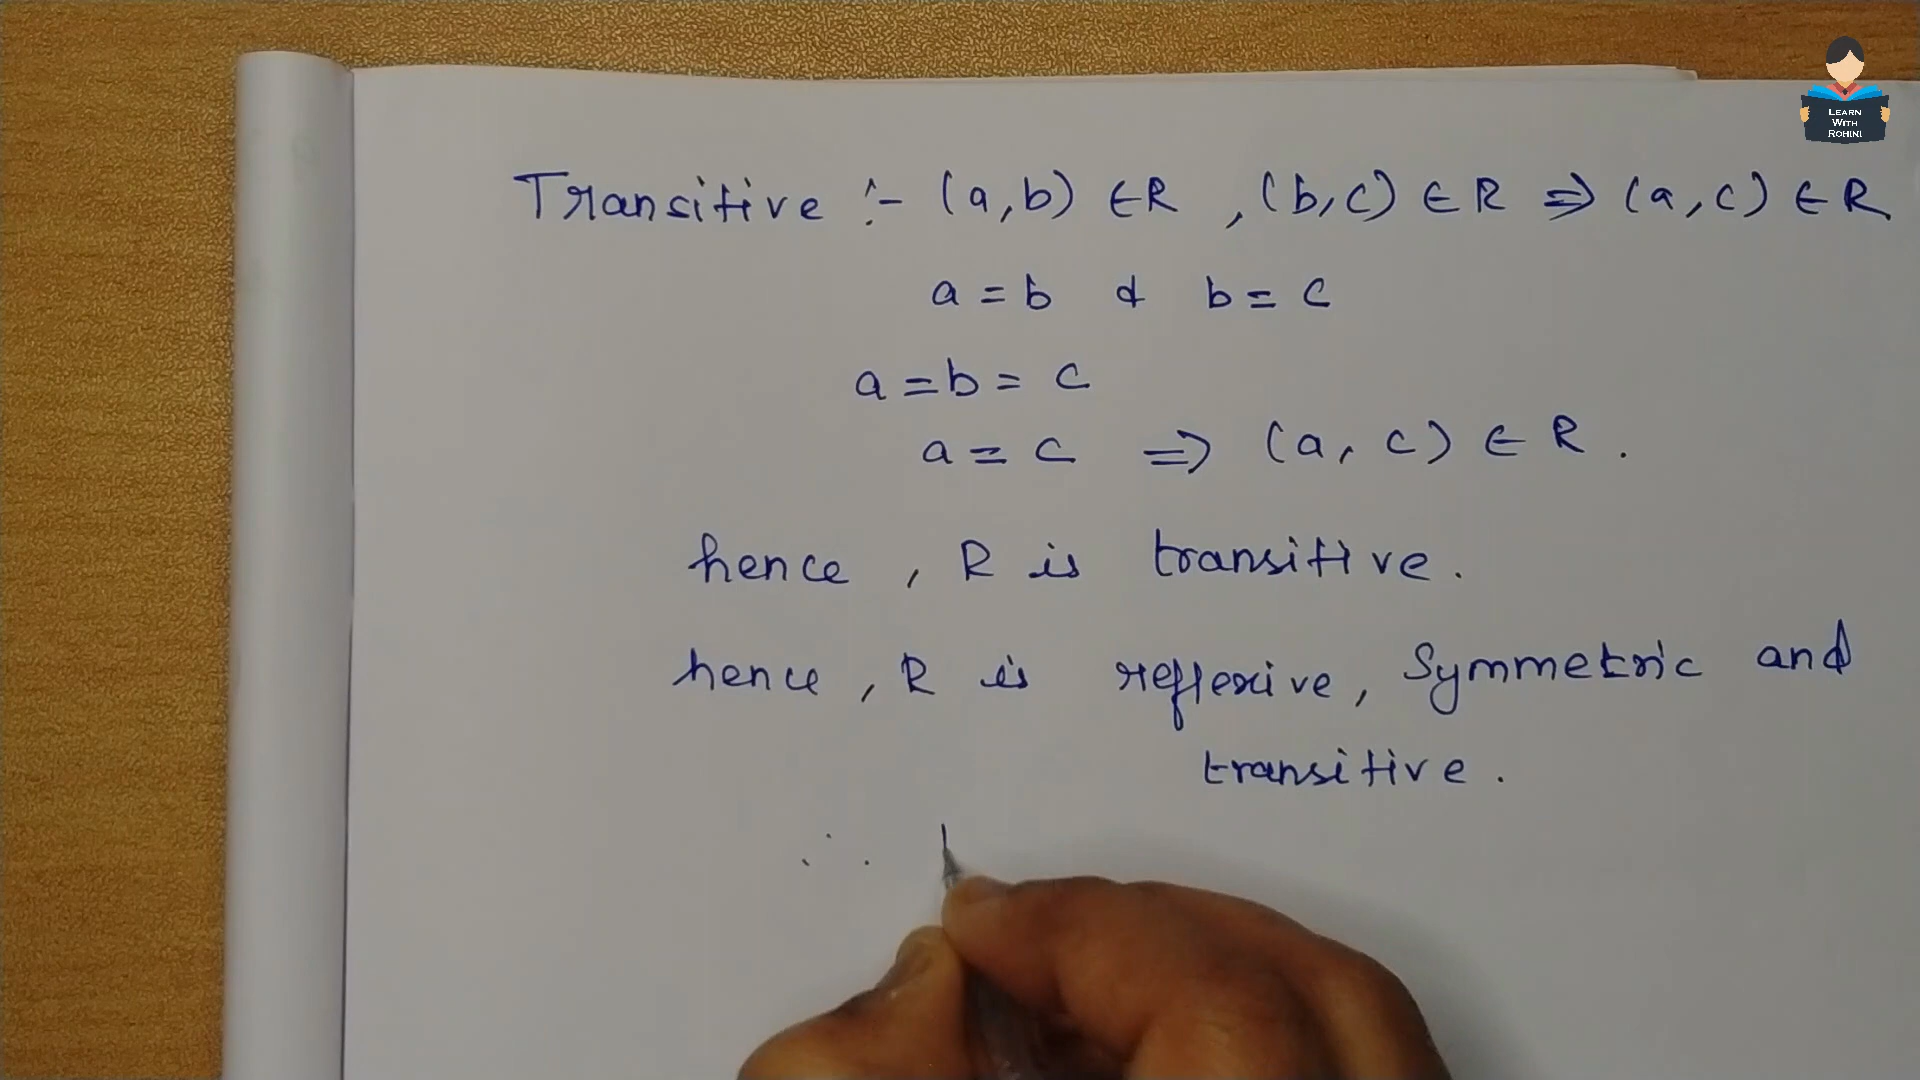 LEARN
WITH
ROHINI
Transitive :- (a,b) ∈R , (b,c) ∈ R ⇒ (a,c) ∈ R
a = b & b = c
a = b = c
a = c ⇒ (a, c) ∈ R .
hence , R is transitive .
hence , R is reflexive, Symmetric and
transitive .
∴